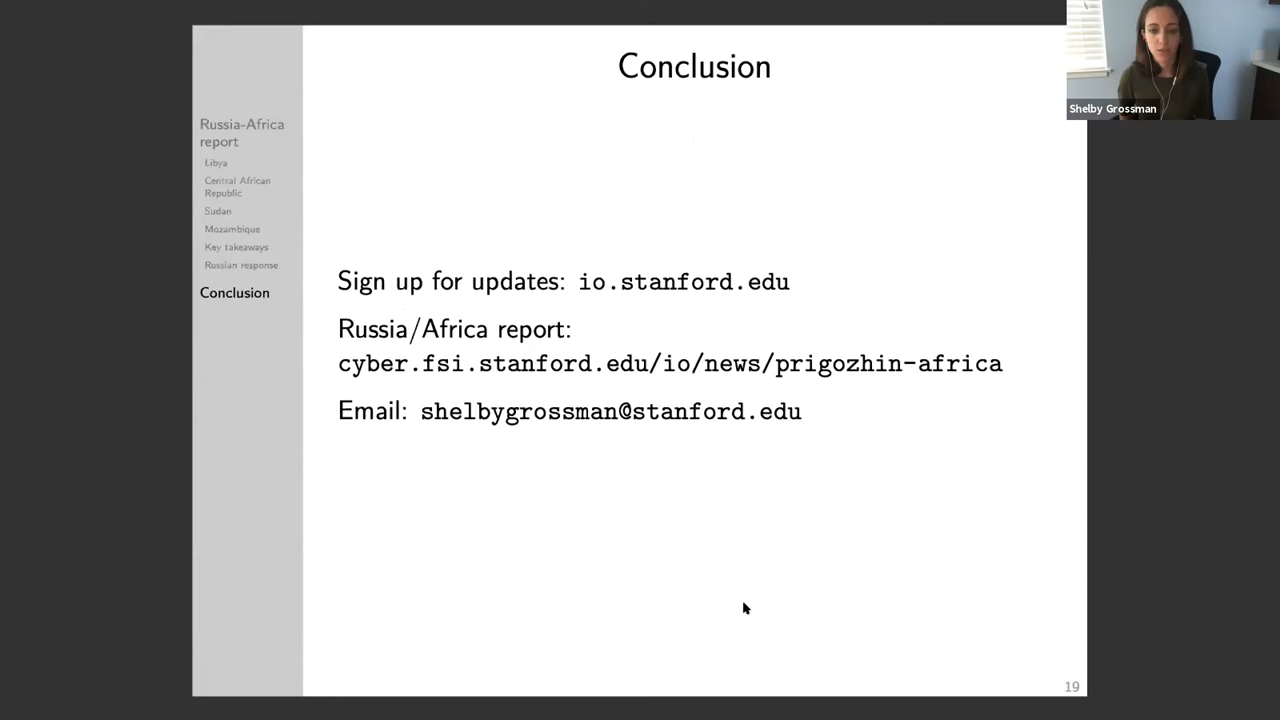 Conclusion
Shelby Grossman
Russia-Africa
report
Libya
Central African
Republic
Sudan
Mozambique
Key takeaways
Russian response
Conclusion
Sign up for updates: io.stanford.edu
Russia/Africa report:
cyber.fsi.stanford.edu/io/news/prigozhin-africa
Email: shelbygrossman@stanford.edu
19